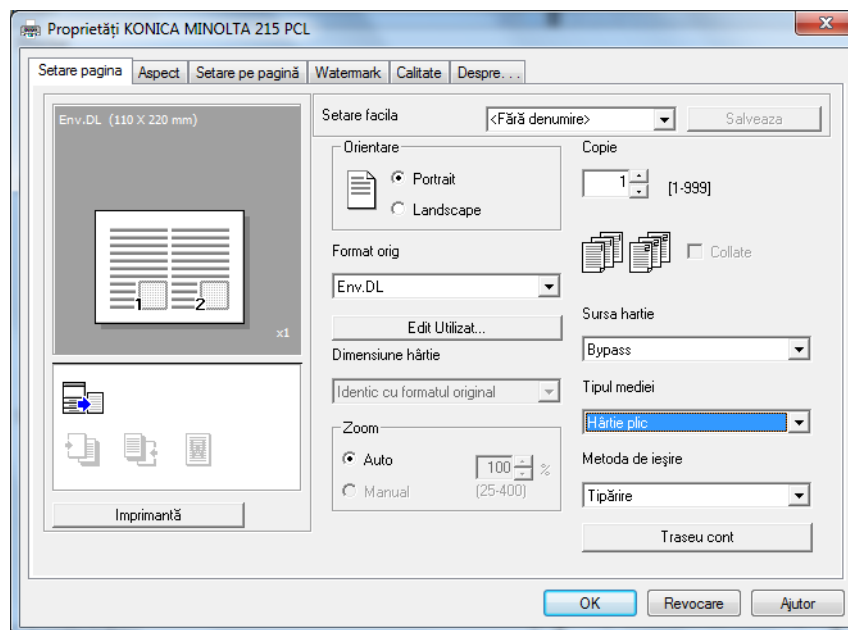 Proprietăți KONICA MINOLTA 215 PCL
Setare pagina
Aspect
Setare pe pagină
Watermark
Calitate
Despre. . .
Env.DL (110 X 220 mm)
1
2
x1
Imprimantă
Setare facila
<Fără denumire>
Salveaza
Orientare
Portrait
Landscape
Format orig
Env.DL
Edit Utilizat...
Dimensiune hârtie
Identic cu formatul original
Zoom
Auto
Manual
100 %
(25-400)
Copie
1 [1-999]
Collate
Sursa hartie
Bypass
Tipul mediei
Hârtie plic
Metoda de ieșire
Tipărire
Traseu cont
OK
Revocare
Ajutor